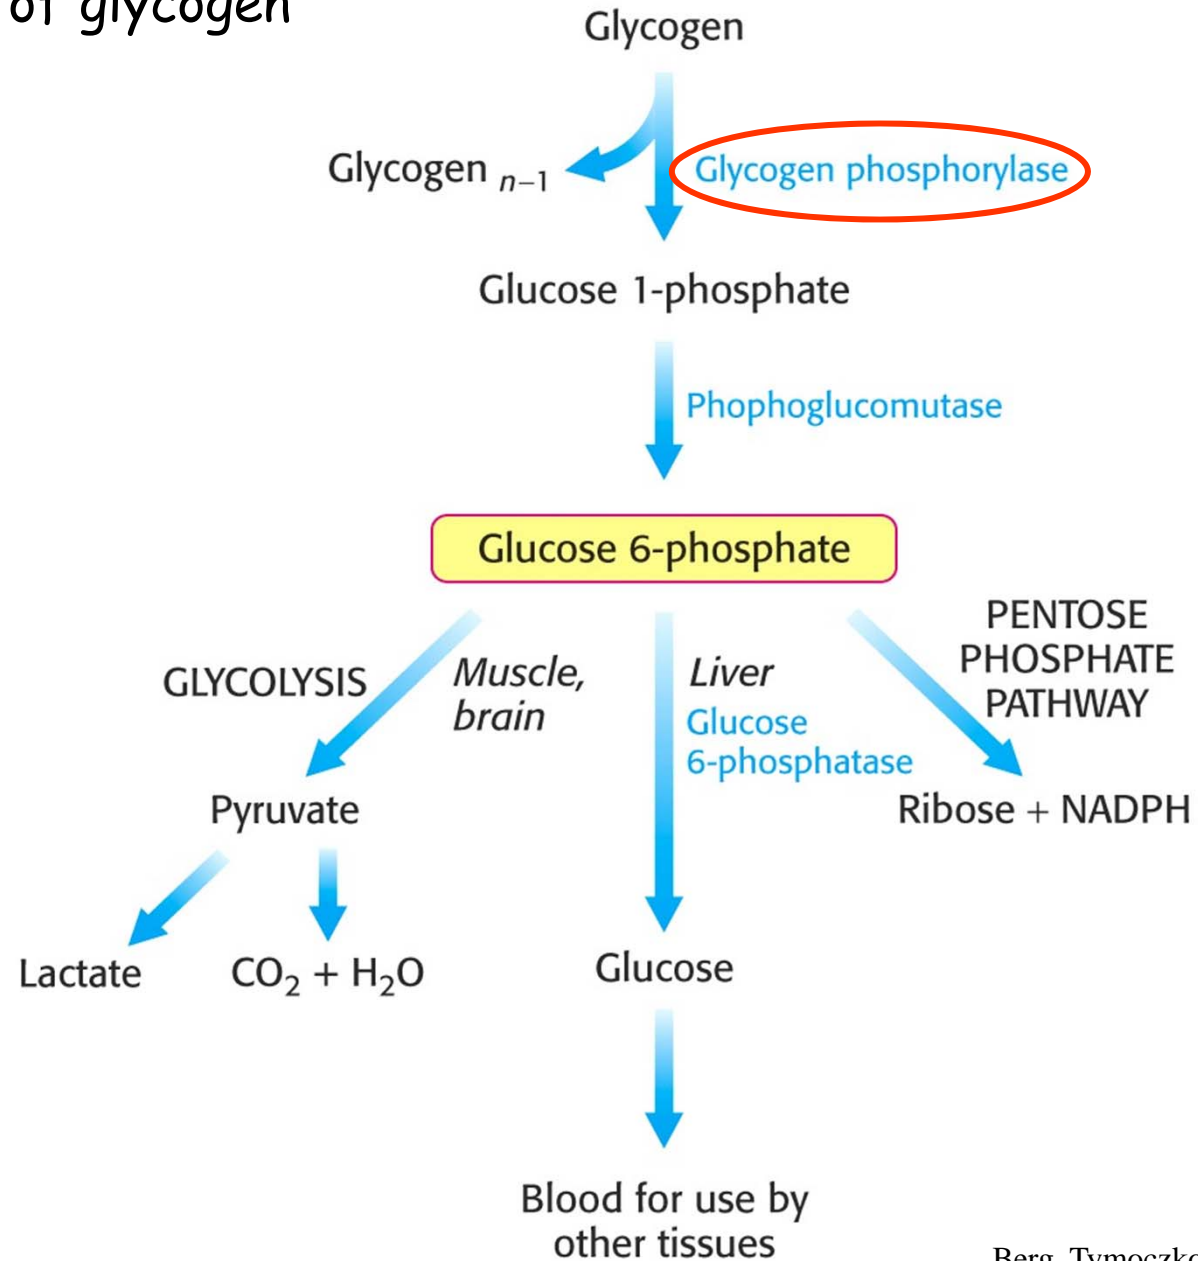 of glycogen
Glycogen
Glycogen n–1
Glycogen phosphorylase
Glucose 1-phosphate
Phophoglucomutase
Glucose 6-phosphate
GLYCOLYSIS
Muscle,
brain
Liver
Glucose
6-phosphatase
PENTOSE
PHOSPHATE
PATHWAY
Pyruvate
Ribose + NADPH
Lactate
CO₂ + H₂O
Glucose
Blood for use by
other tissues
Berg, Tymoczko